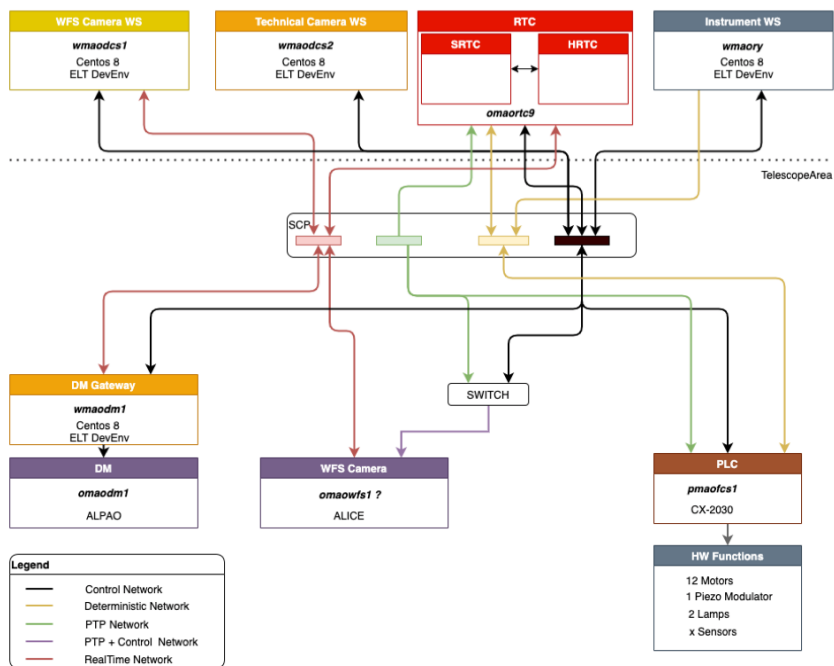 WFS Camera WS
wmaodcs1
Centos 8
ELT DevEnv
Technical Camera WS
wmaodcs2
Centos 8
ELT DevEnv
RTC
SRTC
HRTC
omaortc9
Instrument WS
wmaory
Centos 8
ELT DevEnv
TelescopeArea
SCP
DM Gateway
wmaodm1
Centos 8
ELT DevEnv
DM
omaodm1
ALPAO
SWITCH
WFS Camera
omaowfs1 ?
ALICE
PLC
pmaofcs1
CX-2030
HW Functions
12 Motors
1 Piezo Modulator
2 Lamps
x Sensors
Legend
Control Network
Deterministic Network
PTP Network
PTP + Control Network
RealTime Network